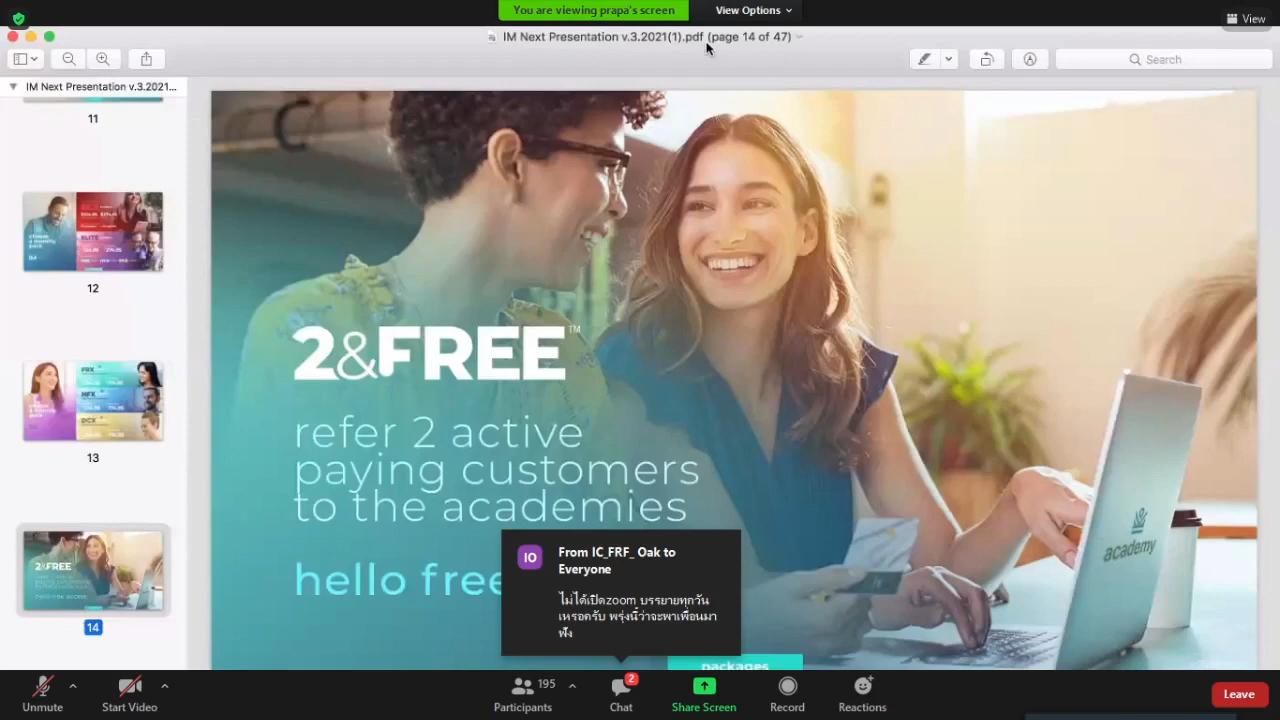 You are viewing prapa's screen
View Options
View
IM Next Presentation v.3.2021(1).pdf (page 14 of 47)
Search
IM Next Presentation v.3.2021...
11
12
13
14
2&FREE™
refer 2 active
paying customers
to the academies
hello free
academy
packages
IO
From IC_FRF_ Oak to
Everyone
ไม่ได้เปิดzoom บรรยายทุกวัน
เหรอครับ พรุ่งนี้ว่าจะพาเพื่อนมา
ฟัง
Unmute
Start Video
195
Participants
2
Chat
Share Screen
Record
Reactions
Leave